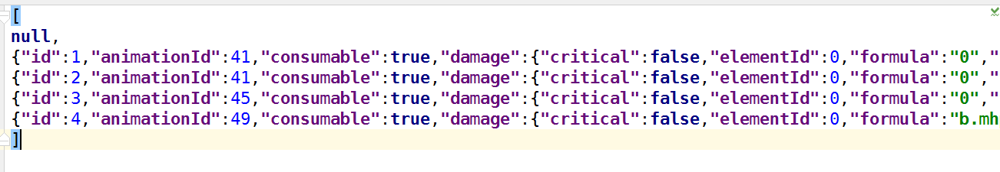 [
null,
{"id":1,"animationId":41,"consumable":true,"damage":{"critical":false,"elementId":0,"formula":"0","
{"id":2,"animationId":41,"consumable":true,"damage":{"critical":false,"elementId":0,"formula":"0","
{"id":3,"animationId":45,"consumable":true,"damage":{"critical":false,"elementId":0,"formula":"0","
{"id":4,"animationId":49,"consumable":true,"damage":{"critical":false,"elementId":0,"formula":"b.mh
]